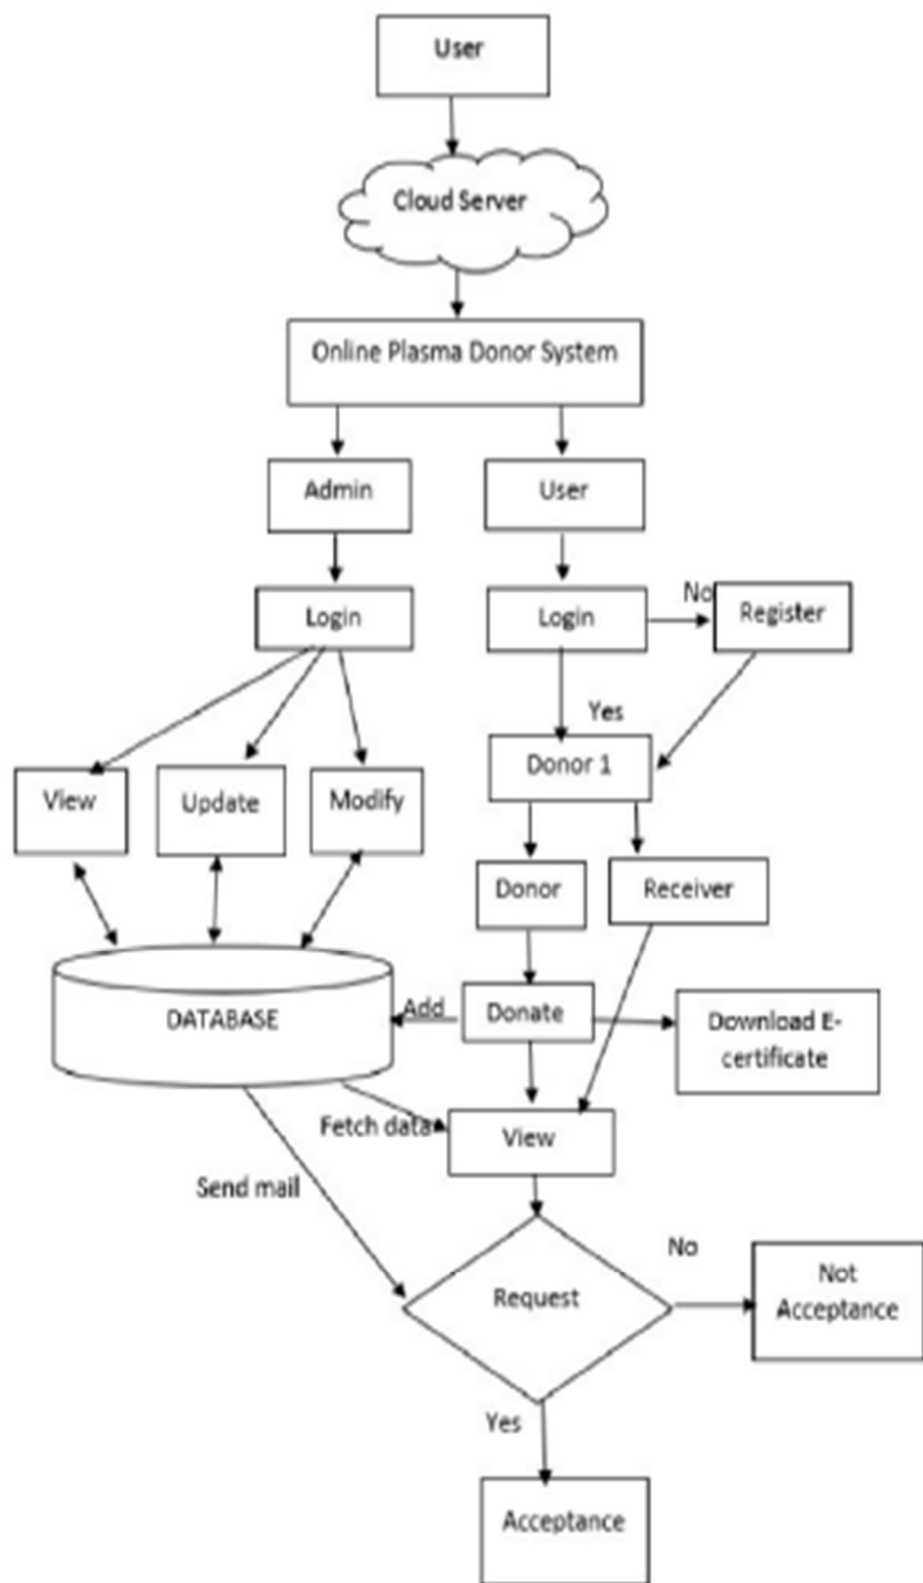 User
Cloud Server
Online Plasma Donor System
Admin
User
Login
Login
No
Register
Yes
Donor 1
View
Update
Modify
Donor
Receiver
DATABASE
Add
Donate
Download E-
certificate
Fetch data
View
Send mail
Request
No
Not
Acceptance
Yes
Acceptance